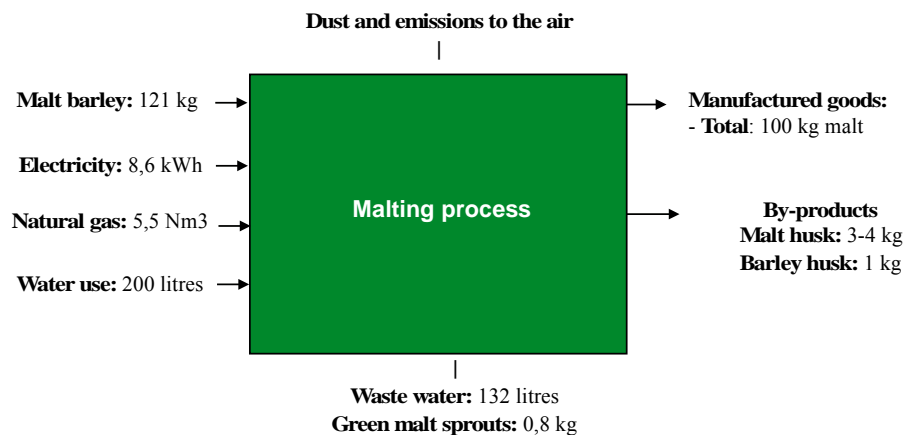 Dust and emissions to the air
Malt barley: 121 kg
Electricity: 8,6 kWh
Natural gas: 5,5 Nm3
Water use: 200 litres
Malting process
Manufactured goods:
- Total: 100 kg malt
By-products
Malt husk: 3-4 kg
Barley husk: 1 kg
Waste water: 132 litres
Green malt sprouts: 0,8 kg